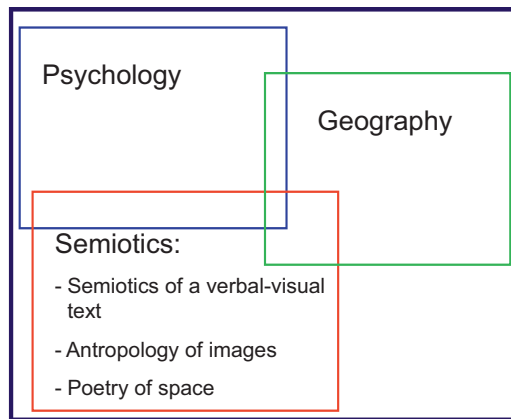 Psychology
Geography
Semiotics:
- Semiotics of a verbal-visual
text
- Antropology of images
- Poetry of space